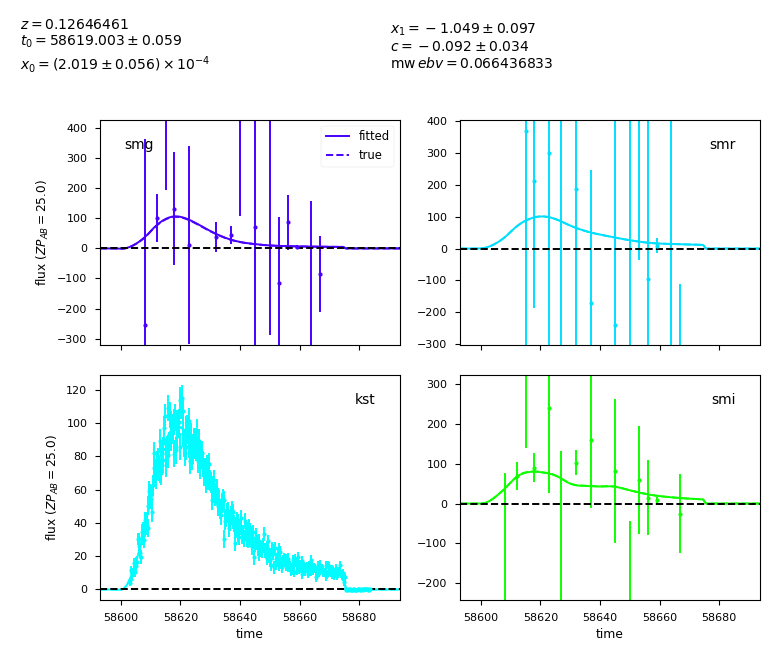 z = 0.12646461
t₀ = 58619.003 ± 0.059
x₀ = (2.019 ± 0.056) × 10⁻⁴
x₁ = −1.049 ± 0.097
c = −0.092 ± 0.034
mw ebv = 0.066436833
smg
fitted
true
flux (ZP_AB = 25.0)
400
300
200
100
0
−100
−200
−300
smr
400
300
200
100
0
−100
−200
−300
kst
flux (ZP_AB = 25.0)
120
100
80
60
40
20
0
58600 58620 58640 58660 58680
time
smi
300
200
100
0
−100
−200
58600 58620 58640 58660 58680
time